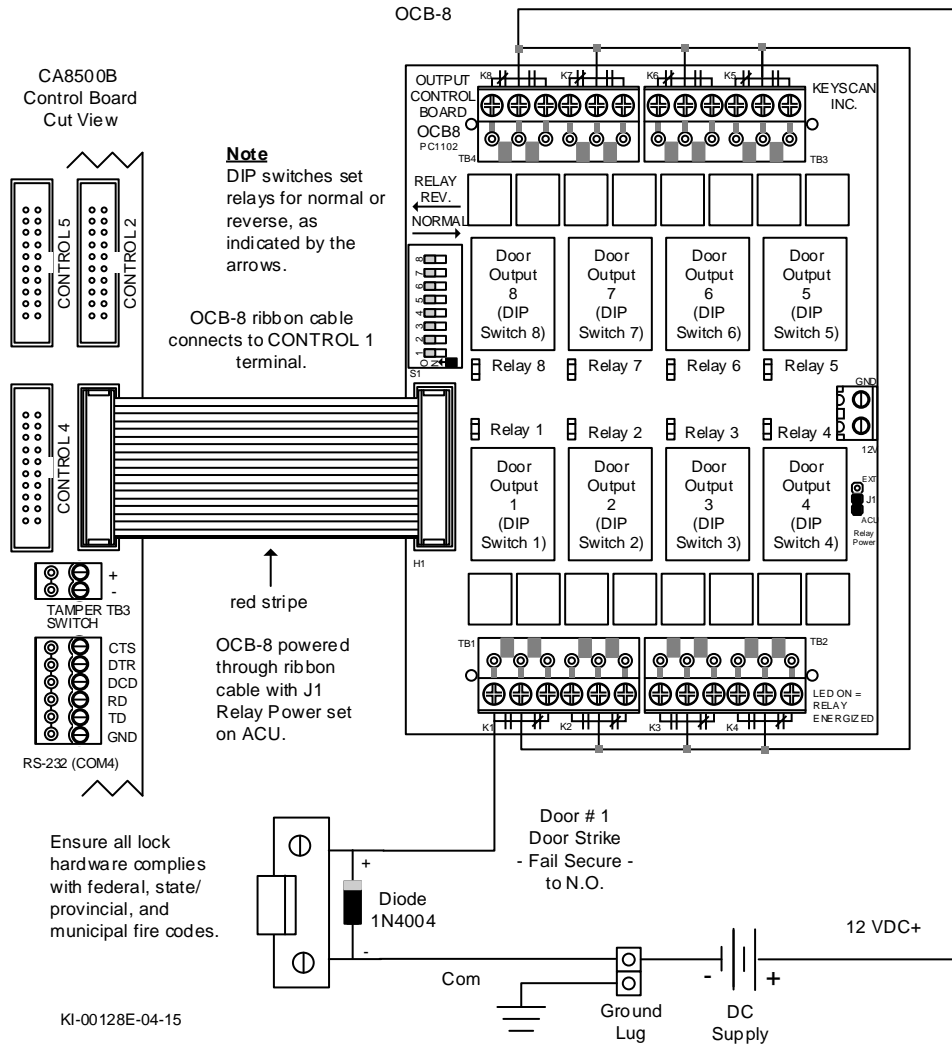 OCB-8
CA8500B
Control Board
Cut View
CONTROL 5
CONTROL 2
CONTROL 4
Note
DIP switches set
relays for normal or
reverse, as
indicated by the
arrows.
OCB-8 ribbon cable
connects to CONTROL 1
terminal.
OUTPUT
CONTROL
BOARD
OCB8
PC1102
KEYSCAN
INC.
K8
K7
K6
K5
TB4
TB3
RELAY
REV.
NORMAL
8
7
6
5
4
3
2
1
ON
S1
Door
Output
8
(DIP
Switch 8)
Door
Output
7
(DIP
Switch 7)
Door
Output
6
(DIP
Switch 6)
Door
Output
5
(DIP
Switch 5)
Relay 8
Relay 7
Relay 6
Relay 5
GND
12V
Relay 1
Relay 2
Relay 3
Relay 4
EXT
J1
ACU
Relay
Power
Door
Output
1
(DIP
Switch 1)
Door
Output
2
(DIP
Switch 2)
Door
Output
3
(DIP
Switch 3)
Door
Output
4
(DIP
Switch 4)
H1
TB1
TB2
K1
K2
K3
K4
LED ON =
RELAY
ENERGIZED
+
-
TAMPER TB3
SWITCH
CTS
DTR
DCD
RD
TD
GND
RS-232 (COM4)
red stripe
OCB-8 powered
through ribbon
cable with J1
Relay Power set
on ACU.
Ensure all lock
hardware complies
with federal, state/
provincial, and
municipal fire codes.
+
Diode
1N4004
-
Door # 1
Door Strike
- Fail Secure -
to N.O.
12 VDC+
Com
- +
Ground
Lug
DC
Supply
KI-00128E-04-15